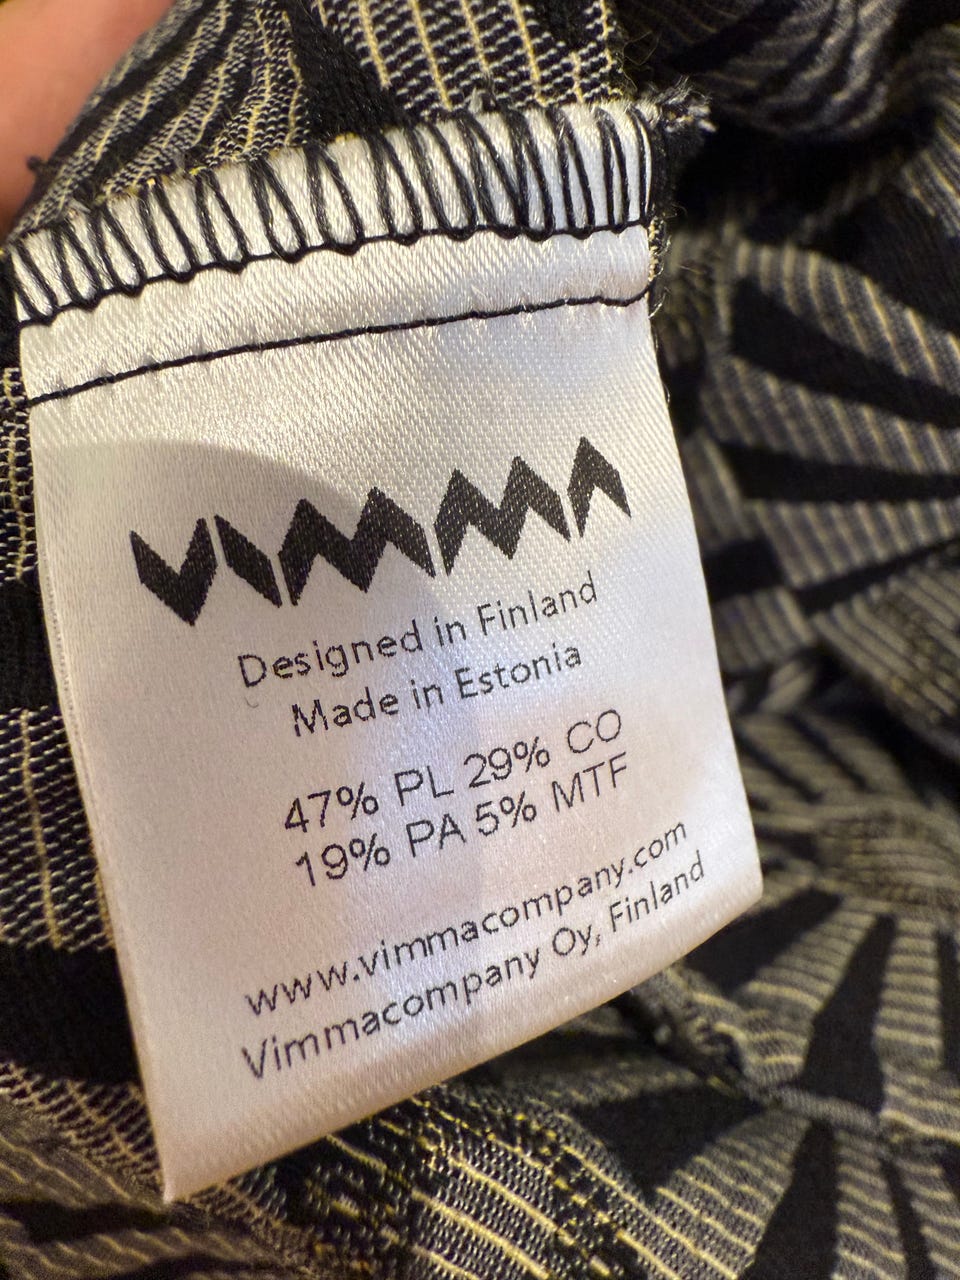 VIMMA
Designed in Finland
Made in Estonia
47% PL 29% CO
19% PA 5% MTF
www.vimmacompany.com
Vimmacompany Oy, Finland